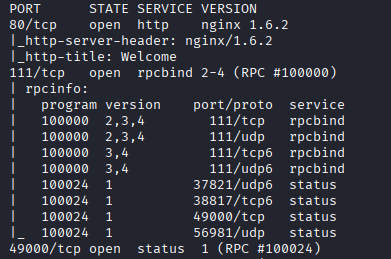 PORT STATE SERVICE VERSION
80/tcp open http nginx 1.6.2
|_http-server-header: nginx/1.6.2
|_http-title: Welcome
111/tcp open rpcbind 2-4 (RPC #100000)
| rpcinfo:
| program version port/proto service
| 100000 2,3,4 111/tcp rpcbind
| 100000 2,3,4 111/udp rpcbind
| 100000 3,4 111/tcp6 rpcbind
| 100000 3,4 111/udp6 rpcbind
| 100024 1 37821/udp6 status
| 100024 1 38817/tcp6 status
| 100024 1 49000/tcp status
|_ 100024 1 56981/udp status
49000/tcp open status 1 (RPC #100024)